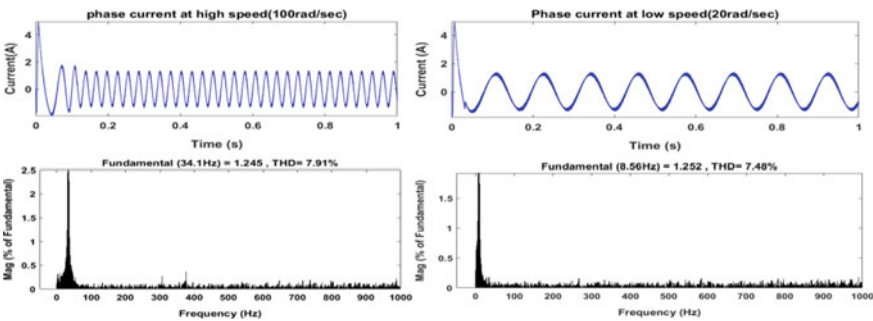 phase current at high speed(100rad/sec)
Current(A)
4
2
0
0
0.2
0.4
0.6
0.8
1
Time (s)
Phase current at low speed(20rad/sec)
Current (A)
4
2
0
0
0.2
0.4
0.6
0.8
1
Time (s)
Fundamental (34.1Hz) = 1.245 , THD= 7.91%
Mag (% of Fundamental)
2.5
2
1.5
1
0.5
0
0 100 200 300 400 500 600 700 800 900 1000
Frequency (Hz)
Fundamental (8.56Hz) = 1.252 , THD= 7.48%
Mag (% of Fundamental)
1.5
1
0.5
0
0 100 200 300 400 500 600 700 800 900 1000
Frequency (Hz)